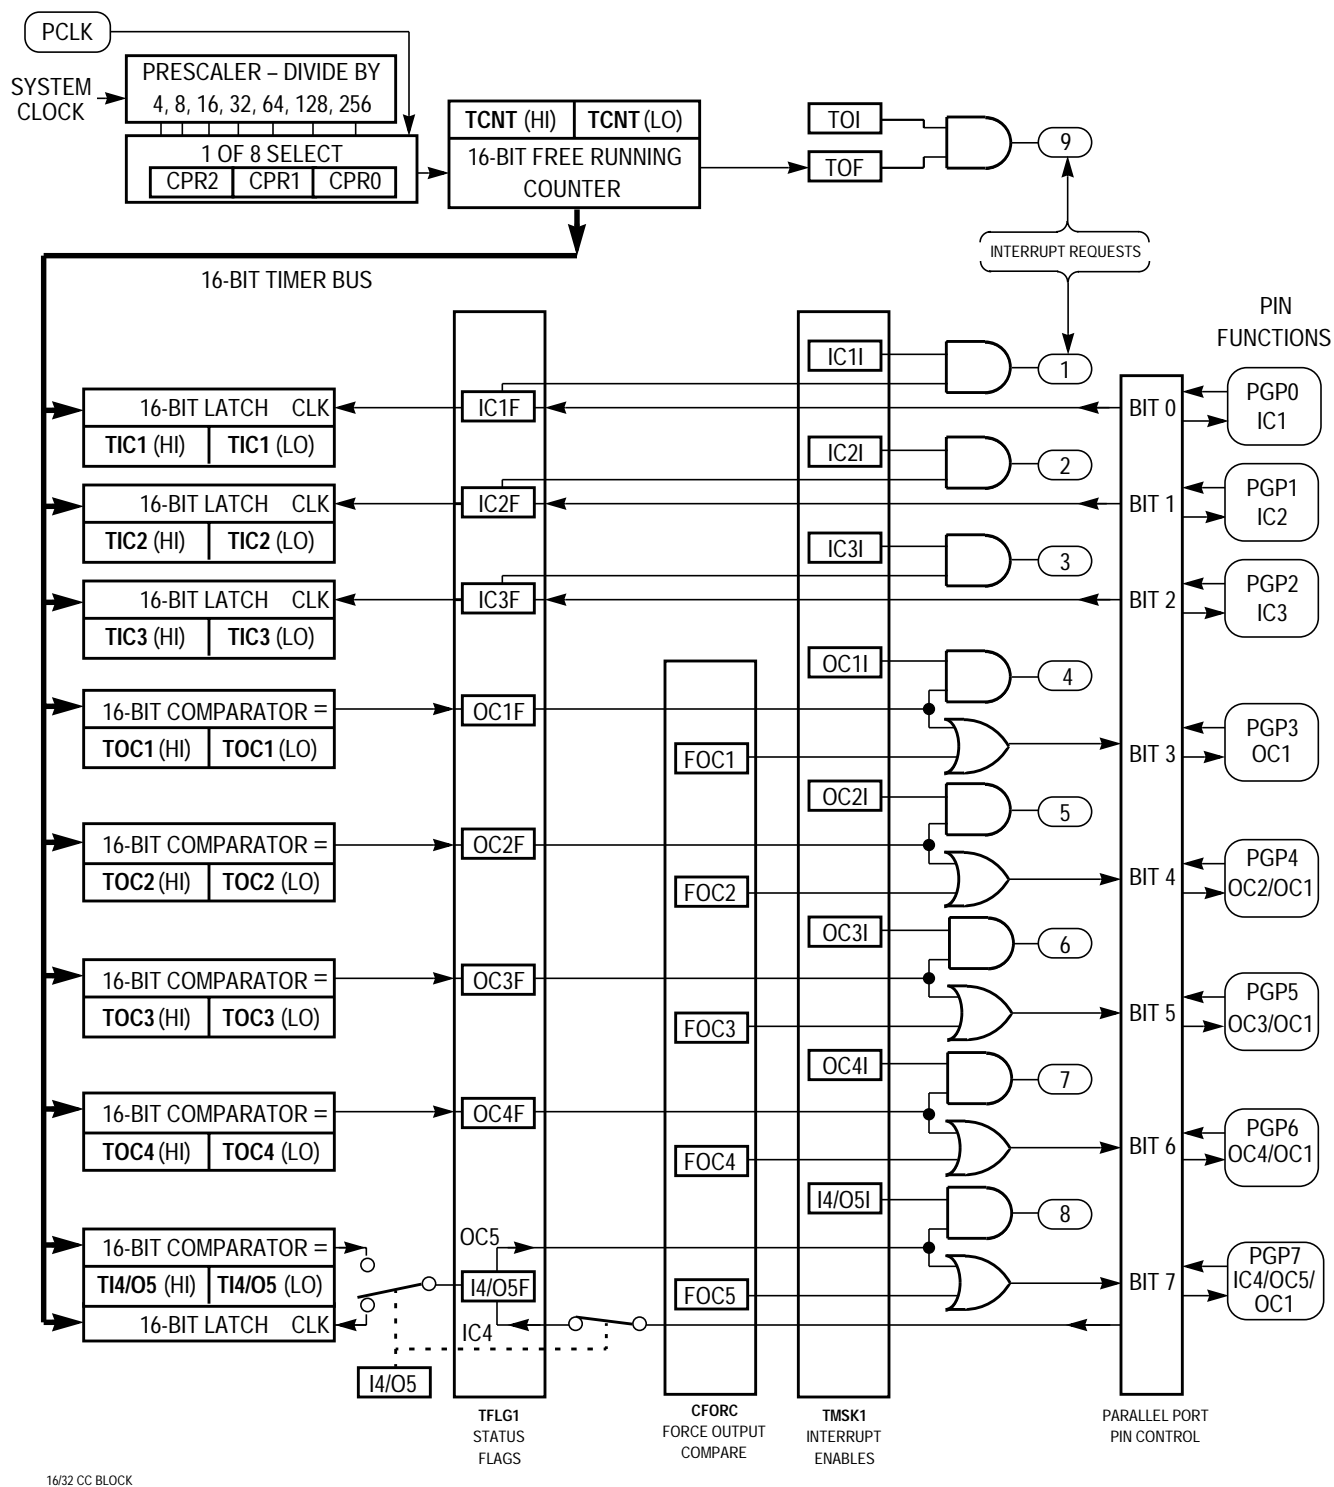 PCLK
SYSTEM
CLOCK
PRESCALER – DIVIDE BY
4, 8, 16, 32, 64, 128, 256
1 OF 8 SELECT
CPR2 CPR1 CPR0
TCNT (HI) TCNT (LO)
16-BIT FREE RUNNING
COUNTER
TOI
TOF
9
INTERRUPT REQUESTS
16-BIT TIMER BUS
PIN
FUNCTIONS
IC1I
1
16-BIT LATCH CLK
TIC1 (HI) TIC1 (LO)
IC1F
BIT 0
PGP0
IC1
IC2I
2
16-BIT LATCH CLK
TIC2 (HI) TIC2 (LO)
IC2F
BIT 1
PGP1
IC2
IC3I
3
16-BIT LATCH CLK
TIC3 (HI) TIC3 (LO)
IC3F
BIT 2
PGP2
IC3
OC1I
4
16-BIT COMPARATOR =
TOC1 (HI) TOC1 (LO)
OC1F
FOC1
BIT 3
PGP3
OC1
OC2I
5
16-BIT COMPARATOR =
TOC2 (HI) TOC2 (LO)
OC2F
FOC2
BIT 4
PGP4
OC2/OC1
OC3I
6
16-BIT COMPARATOR =
TOC3 (HI) TOC3 (LO)
OC3F
FOC3
BIT 5
PGP5
OC3/OC1
OC4I
7
16-BIT COMPARATOR =
TOC4 (HI) TOC4 (LO)
OC4F
FOC4
BIT 6
PGP6
OC4/OC1
I4/O5I
8
16-BIT COMPARATOR =
TI4/O5 (HI) TI4/O5 (LO)
16-BIT LATCH CLK
OC5
I4/O5F
IC4
FOC5
BIT 7
PGP7
IC4/OC5/
OC1
I4/O5
TFLG1
STATUS
FLAGS
CFORC
FORCE OUTPUT
COMPARE
TMSK1
INTERRUPT
ENABLES
PARALLEL PORT
PIN CONTROL
16/32 CC BLOCK